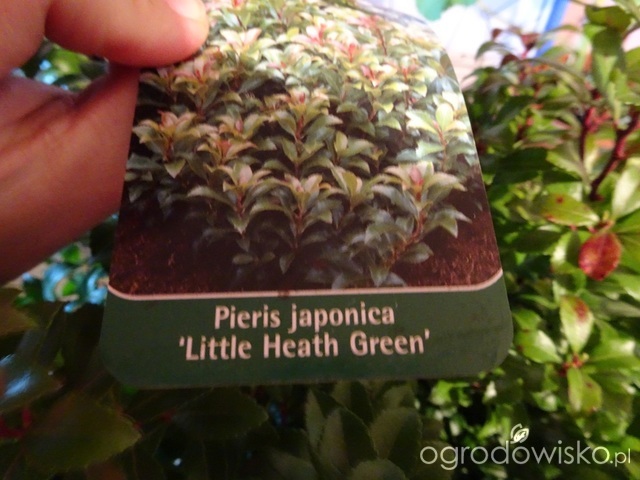 Pieris japonica
'Little Heath Green'
ogrodowisko.pl